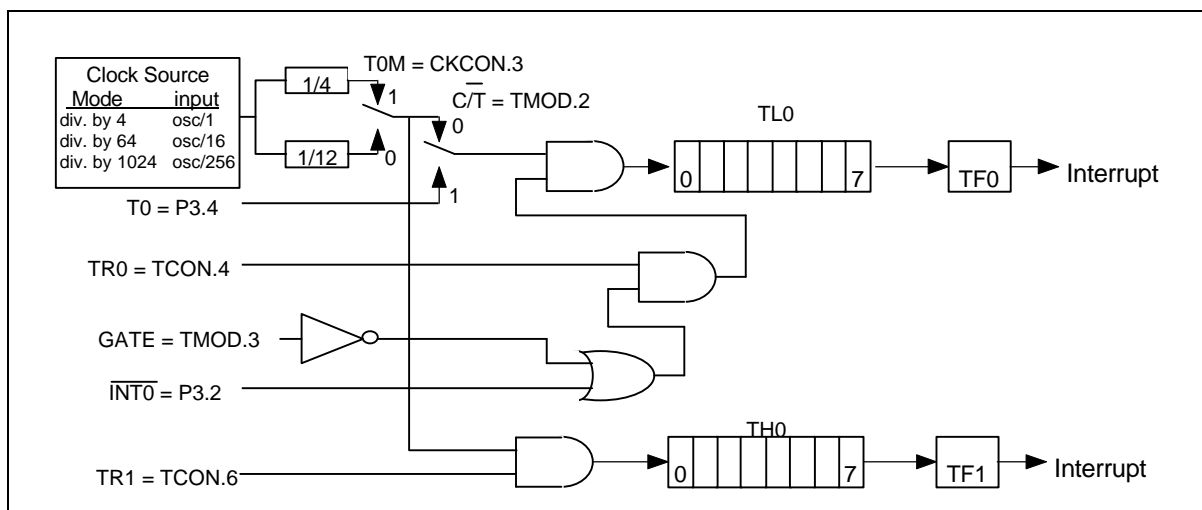 Clock Source
Mode input
div. by 4 osc/1
div. by 64 osc/16
div. by 1024 osc/256
1/4
1/12
T0M = CKCON.3
1
0
C/T̅ = TMOD.2
0
1
T0 = P3.4
TL0
0 7
TF0
Interrupt
TR0 = TCON.4
GATE = TMOD.3
I̅N̅T̅0̅ = P3.2
TR1 = TCON.6
TH0
0 7
TF1
Interrupt